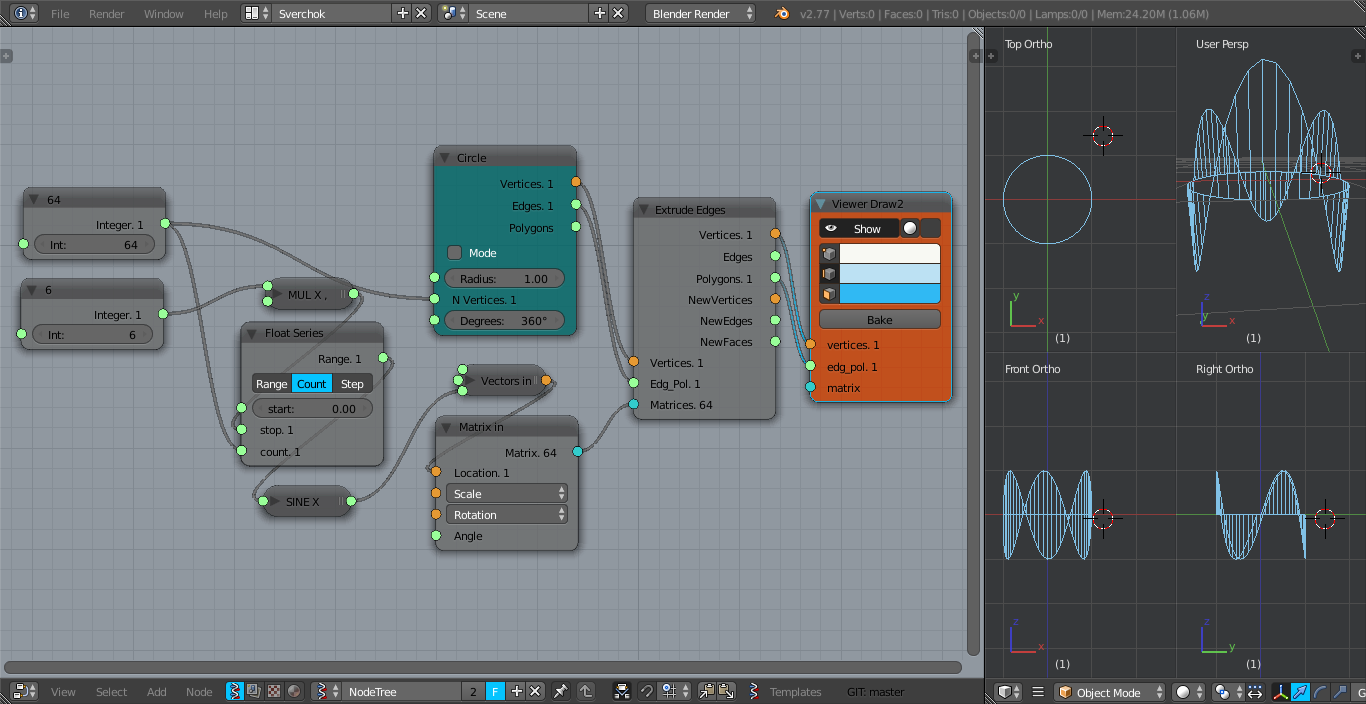 File Render Window Help Sverchok Scene Blender Render v2.77 | Verts:0 | Faces:0 | Tris:0 | Objects:0/0 | Lamps:0/0 | Mem:24.20M (1.06M)
64
Integer. 1
Int: 64
6
Integer. 1
Int: 6
MUL X ,
Float Series
Range. 1
Range Count Step
start: 0.00
stop. 1
count. 1
SINE X
Circle
Vertices. 1
Edges. 1
Polygons
Mode
Radius: 1.00
N Vertices. 1
Degrees: 360°
Vectors in
Matrix in
Matrix. 64
Location. 1
Scale
Rotation
Angle
Extrude Edges
Vertices. 1
Edges
Polygons. 1
NewVertices
NewEdges
NewFaces
Vertices. 1
Edg_Pol. 1
Matrices. 64
Viewer Draw2
Show
Bake
vertices. 1
edg_pol. 1
matrix
Top Ortho
y
x
(1)
User Persp
z
y
x
(1)
Front Ortho
z
x
(1)
Right Ortho
z
y
(1)
View Select Add Node NodeTree 2 F Templates GIT: master
Object Mode G